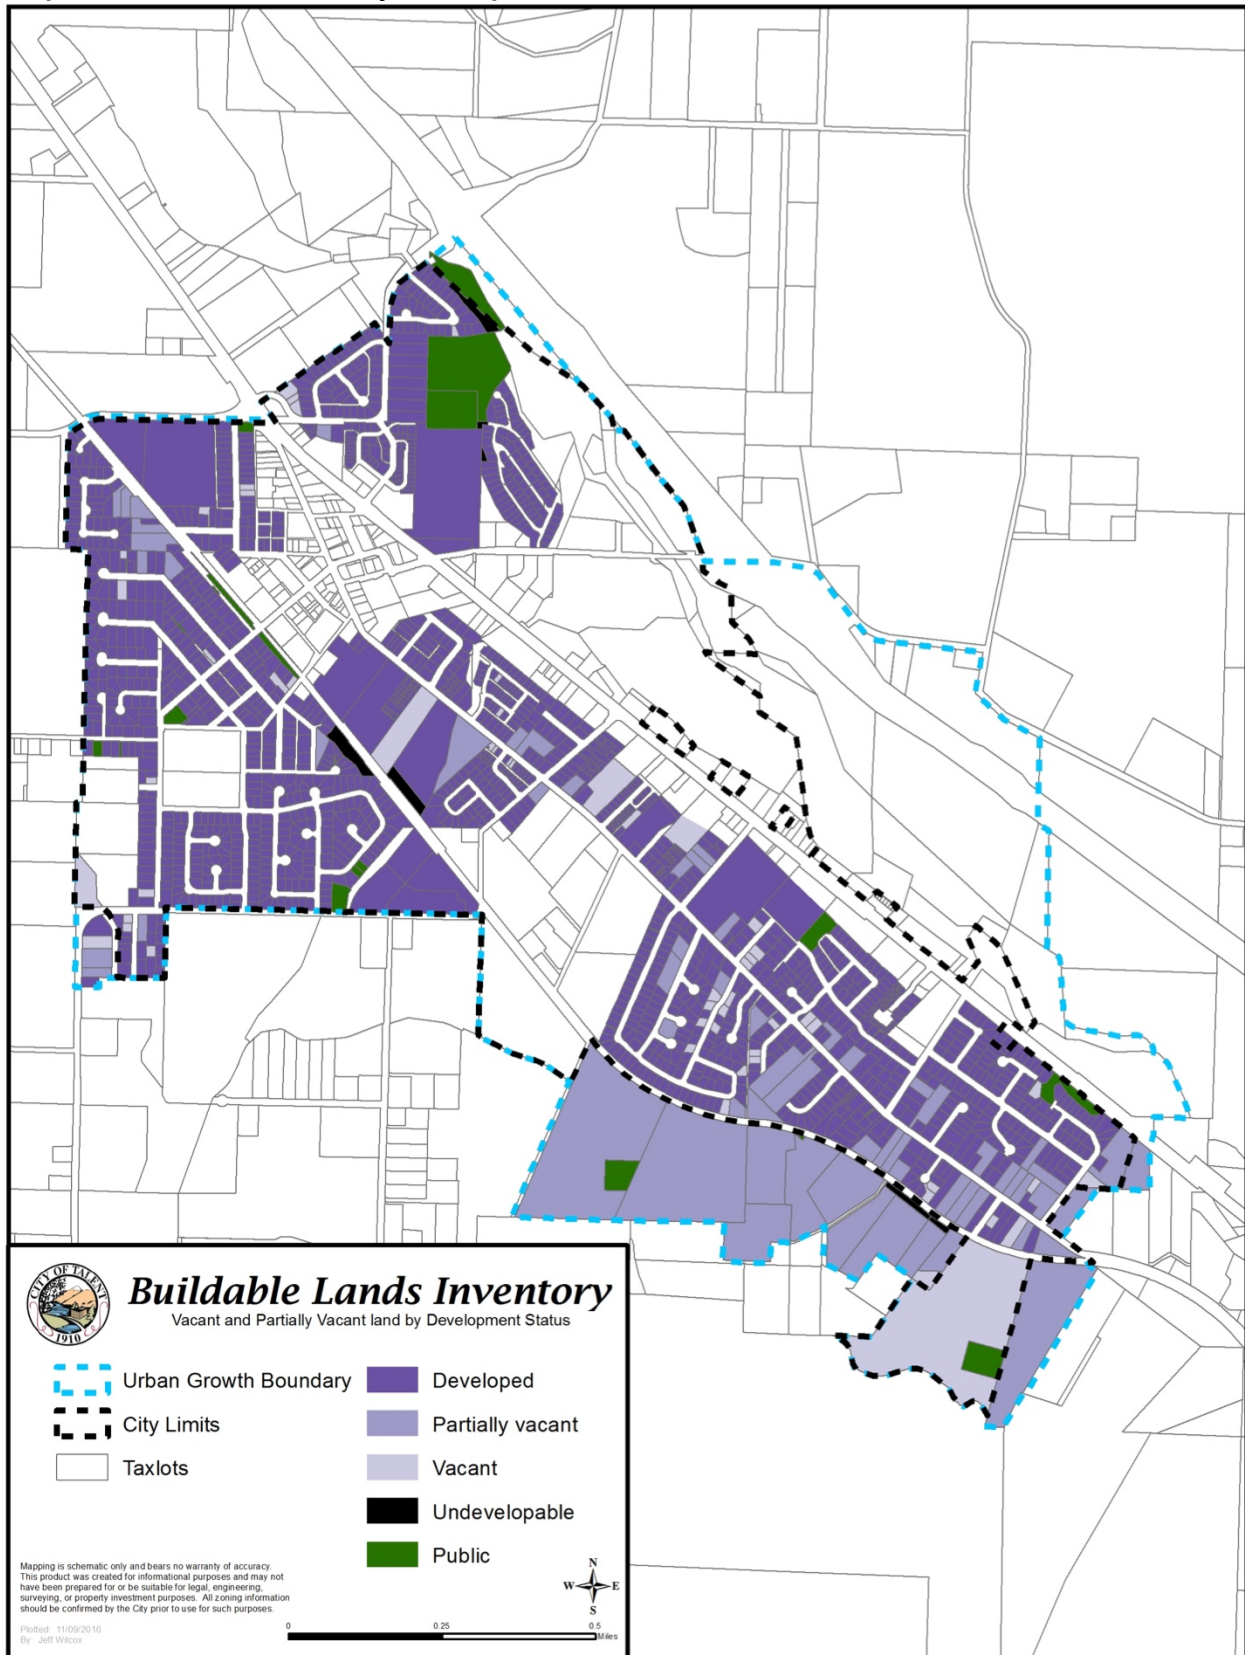 Buildable Lands Inventory
Vacant and Partially Vacant land by Development Status
CITY OF TALENT
1910
Urban Growth Boundary
City Limits
Taxlots
Developed
Partially vacant
Vacant
Undevelopable
Public
Mapping is schematic only and bears no warranty of accuracy.
This product was created for informational purposes and may not
have been prepared for or be suitable for legal, engineering,
surveying, or property investment purposes. All zoning information
should be confirmed by the City prior to use for such purposes.
Plotted: 11/09/2016
By: Jeff Wilcox
N
W E
S
0 0.25 0.5
Miles